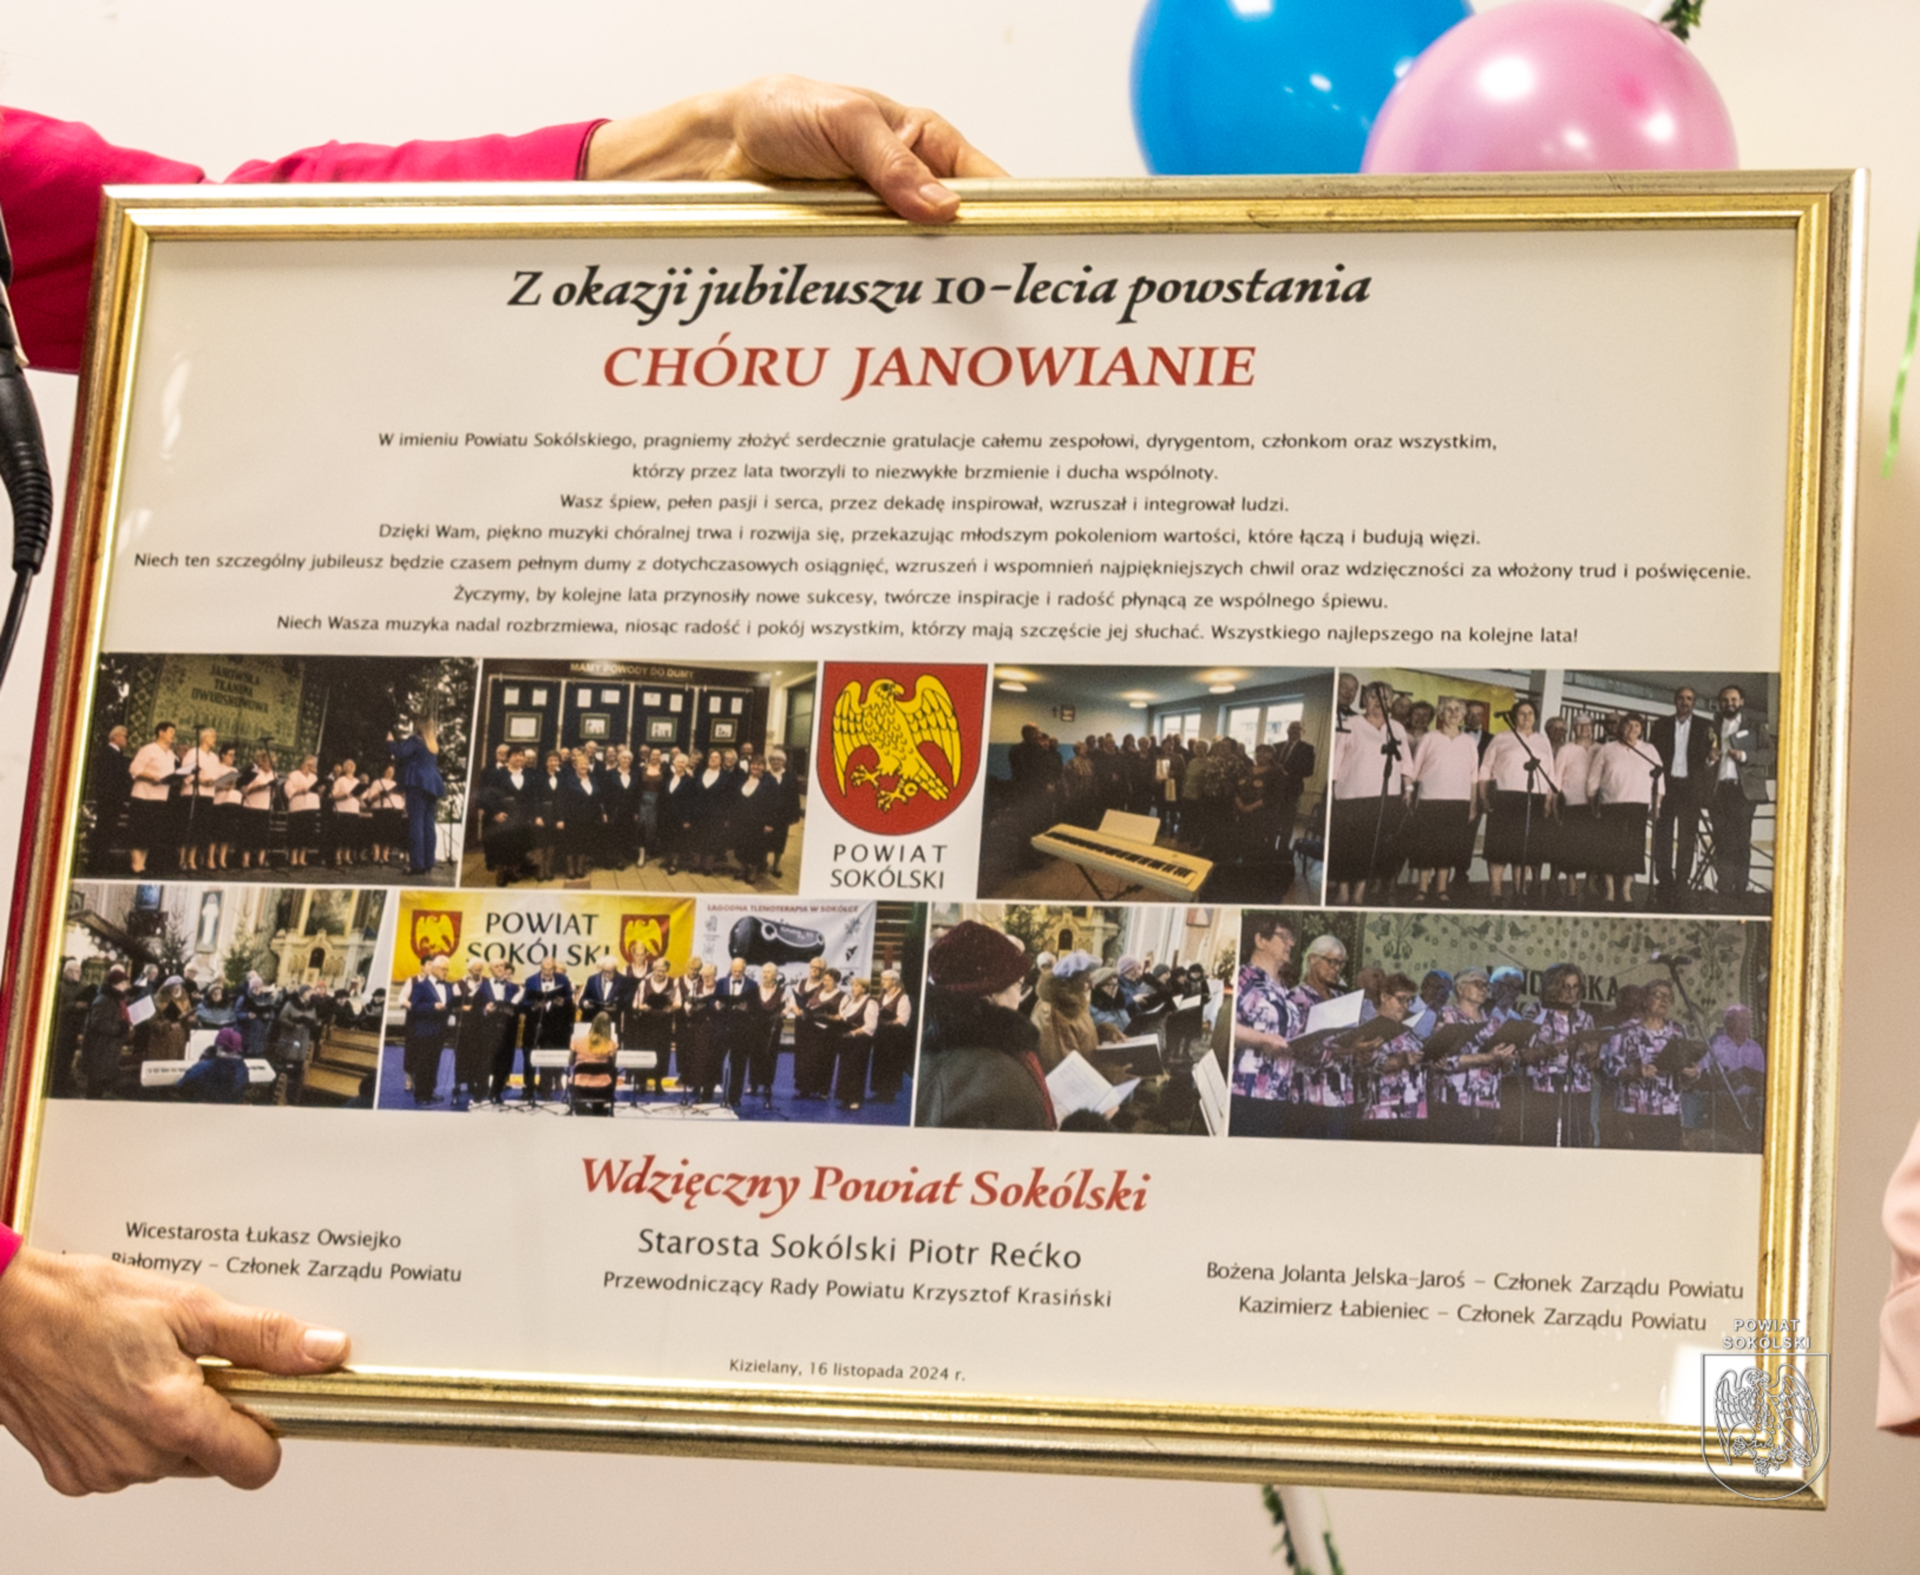 Z okazji jubileuszu 10-lecia powstania
CHÓRU JANOWIANIE
W imieniu Powiatu Sokólskiego, pragniemy złożyć serdecznie gratulacje całemu zespołowi, dyrygentom, członkom oraz wszystkim,
którzy przez lata tworzyli to niezwykłe brzmienie i ducha wspólnoty.
Wasz śpiew, pełen pasji i serca, przez dekadę inspirował, wzruszał i integrował ludzi.
Dzięki Wam, piękno muzyki chóralnej trwa i rozwija się, przekazując młodszym pokoleniom wartości, które łączą i budują więzi.
Niech ten szczególny jubileusz będzie czasem pełnym dumy z dotychczasowych osiągnięć, wzruszeń i wspomnień najpiękniejszych chwil oraz wdzięczności za włożony trud i poświęcenie.
Życzymy, by kolejne lata przynosiły nowe sukcesy, twórcze inspiracje i radość płynącą ze wspólnego śpiewu.
Niech Wasza muzyka nadal rozbrzmiewa, niosąc radość i pokój wszystkim, którzy mają szczęście jej słuchać. Wszystkiego najlepszego na kolejne lata!
JANOWSKA
TKANINA
DWUOSNOWOWA
MAMY POWODY DO DUMY
POWIAT
SOKÓLSKI
POWIAT
SOKÓLSKI
ŁAGODNA TLENOTERAPIA W SOKÓŁCE
Wdzięczny Powiat Sokólski
Starosta Sokólski Piotr Rećko
Przewodniczący Rady Powiatu Krzysztof Krasiński
Wicestarosta Łukasz Owsiejko
Białomyzy – Członek Zarządu Powiatu
Bożena Jolanta Jelska-Jaroś – Członek Zarządu Powiatu
Kazimierz Łabieniec – Członek Zarządu Powiatu
Kizielany, 16 listopada 2024 r.
POWIAT
SOKÓLSKI